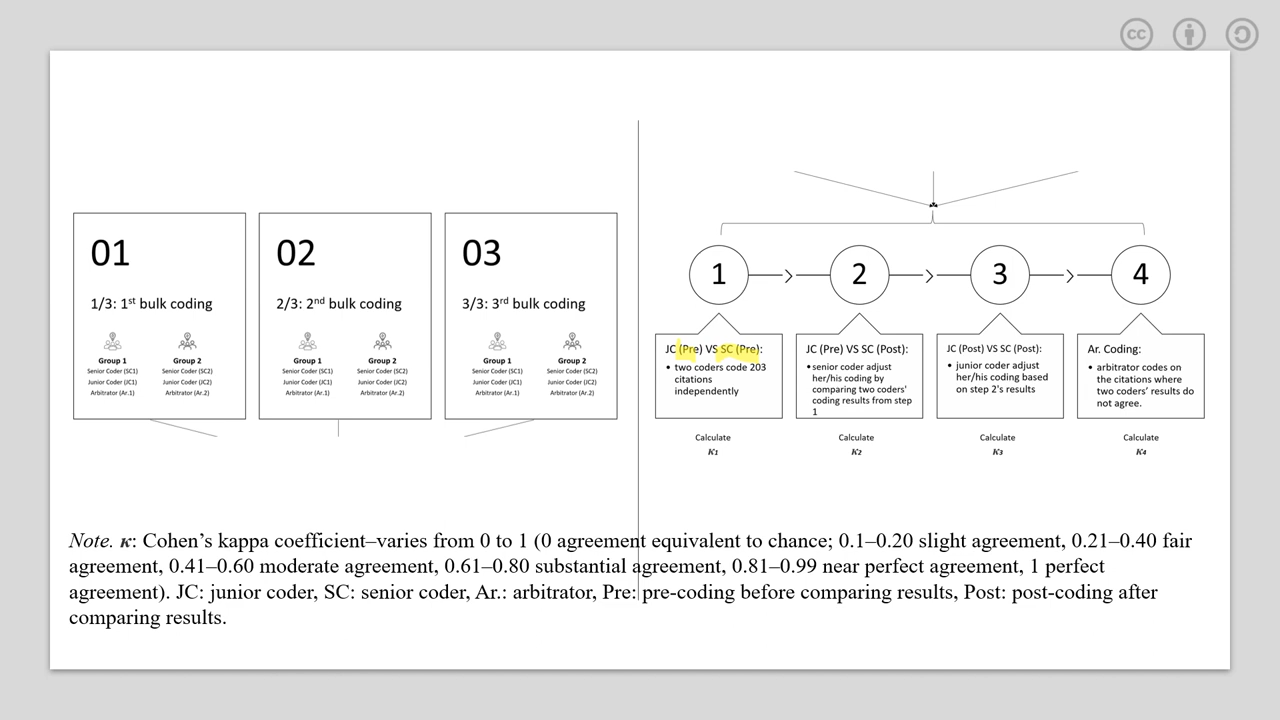 01
1/3: 1st bulk coding
Group 1
Senior Coder (SC1)
Junior Coder (JC1)
Arbitrator (Ar.1)
Group 2
Senior Coder (SC2)
Junior Coder (JC2)
Arbitrator (Ar.2)
02
2/3: 2nd bulk coding
Group 1
Senior Coder (SC1)
Junior Coder (JC1)
Arbitrator (Ar.1)
Group 2
Senior Coder (SC2)
Junior Coder (JC2)
Arbitrator (Ar.2)
03
3/3: 3rd bulk coding
Group 1
Senior Coder (SC1)
Junior Coder (JC1)
Arbitrator (Ar.1)
Group 2
Senior Coder (SC2)
Junior Coder (JC2)
Arbitrator (Ar.2)
cc
1
2
3
4
JC (Pre) VS SC (Pre):
• two coders code 203
citations
independently
Calculate
κ1
JC (Pre) VS SC (Post):
• senior coder adjust
her/his coding by
comparing two coders'
coding results from step
1
Calculate
κ2
JC (Post) VS SC (Post):
• junior coder adjust
her/his coding based
on step 2's results
Calculate
κ3
Ar. Coding:
• arbitrator codes on
the citations where
two coders' results do
not agree.
Calculate
κ4
Note. κ: Cohen's kappa coefficient–varies from 0 to 1 (0 agreement equivalent to chance; 0.1–0.20 slight agreement, 0.21–0.40 fair
agreement, 0.41–0.60 moderate agreement, 0.61–0.80 substantial agreement, 0.81–0.99 near perfect agreement, 1 perfect
agreement). JC: junior coder, SC: senior coder, Ar.: arbitrator, Pre: pre-coding before comparing results, Post: post-coding after
comparing results.